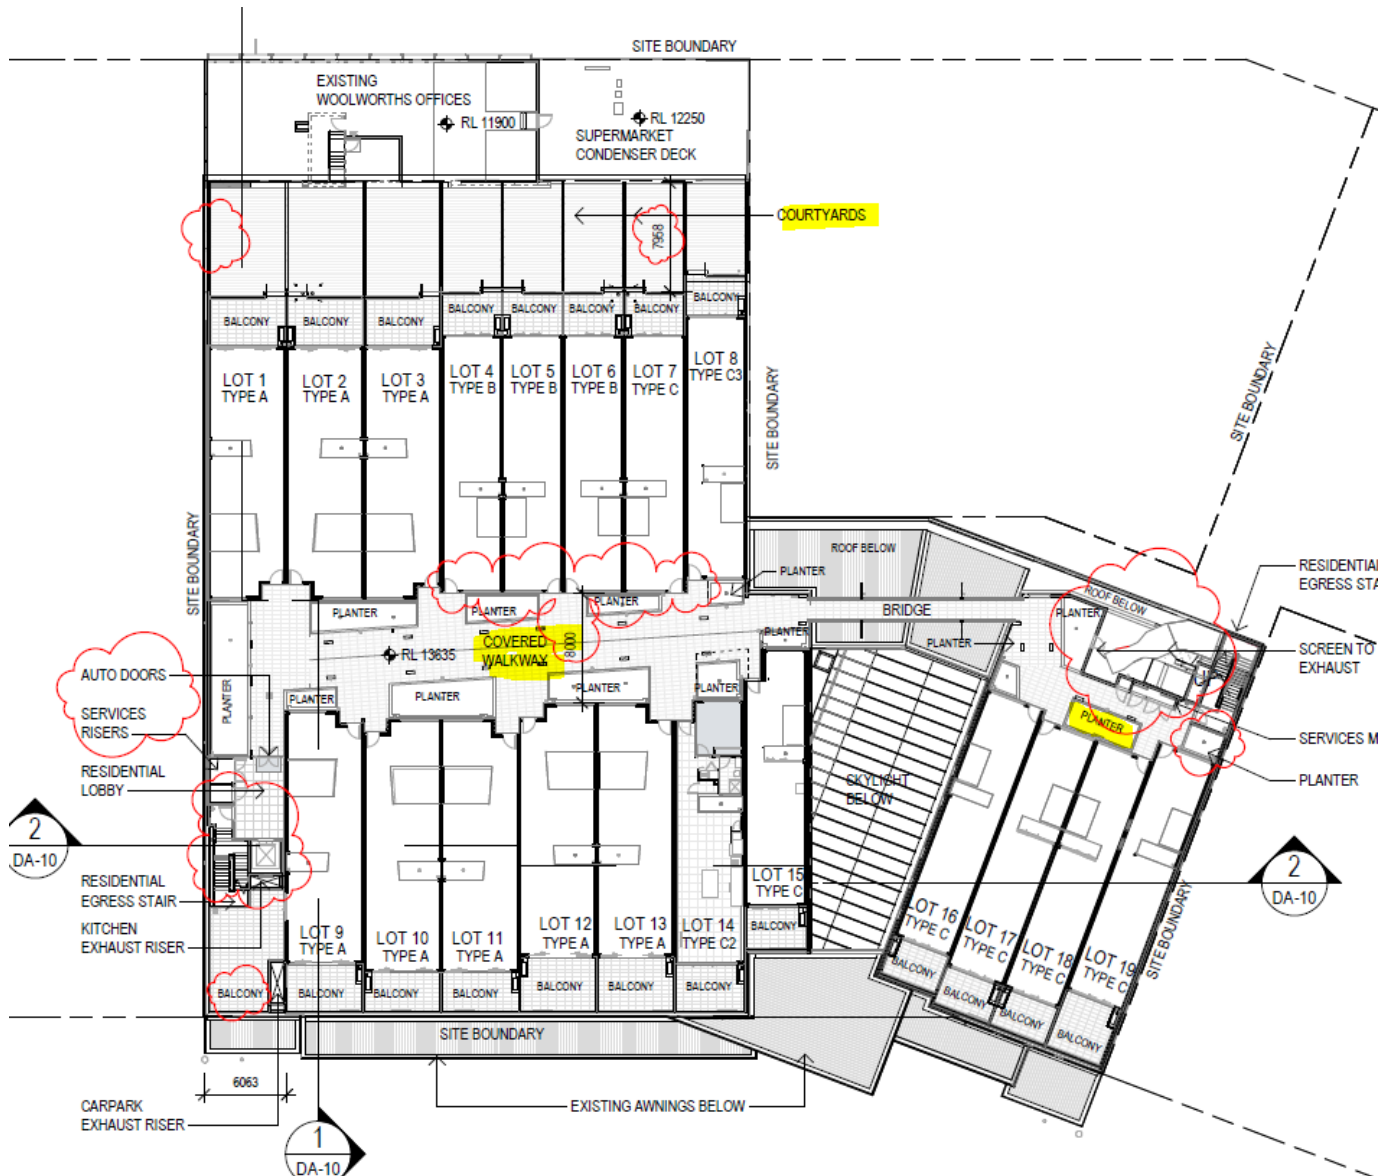 SITE BOUNDARY
EXISTING
WOOLWORTHS OFFICES
RL 11900
RL 12250
SUPERMARKET
CONDENSER DECK
COURTYARDS
7958
BALCONY
BALCONY
BALCONY
BALCONY
BALCONY
BALCONY
BALCONY
BALCONY
LOT 1
TYPE A
LOT 2
TYPE A
LOT 3
TYPE A
LOT 4
TYPE B
LOT 5
TYPE B
LOT 6
TYPE B
LOT 7
TYPE C
LOT 8
TYPE C3
SITE BOUNDARY
SITE BOUNDARY
SITE BOUNDARY
ROOF BELOW
PLANTER
RESIDENTIAL
EGRESS STA
ROOF BELOW
PLANTER
PLANTER
PLANTER
PLANTER
BRIDGE
PLANTER
PLANTER
COVERED
WALKWAY
8000
RL 13635
SCREEN TO
EXHAUST
AUTO DOORS
PLANTER
PLANTER
PLANTER
PLANTER
PLANTER
PLANTER
SERVICES
RISERS
SERVICES M
PLANTER
RESIDENTIAL
LOBBY
SKYLIGHT
BELOW
2
DA-10
2
DA-10
RESIDENTIAL
EGRESS STAIR
KITCHEN
EXHAUST RISER
LOT 9
TYPE A
LOT 10
TYPE A
LOT 11
TYPE A
LOT 12
TYPE A
LOT 13
TYPE A
LOT 14
TYPE C2
LOT 15
TYPE C
LOT 16
TYPE C
LOT 17
TYPE C
LOT 18
TYPE C
LOT 19
TYPE C
SITE BOUNDARY
BALCONY
BALCONY
BALCONY
BALCONY
BALCONY
BALCONY
BALCONY
BALCONY
BALCONY
BALCONY
BALCONY
BALCONY
SITE BOUNDARY
6063
CARPARK
EXHAUST RISER
EXISTING AWNINGS BELOW
1
DA-10